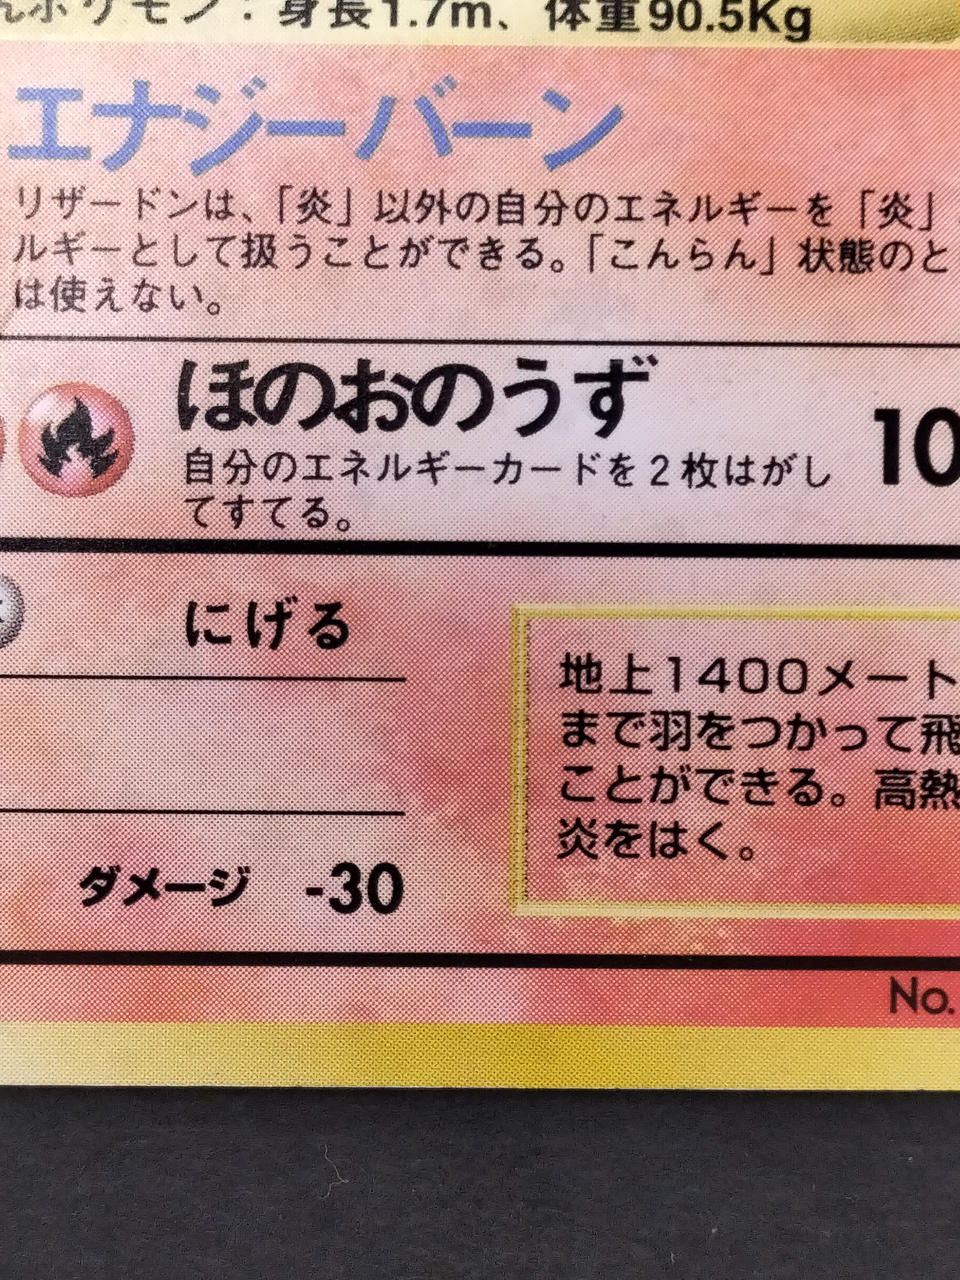 んポケモン：身長1.7m、体重90.5Kg
エナジーバーン
リザードンは、「炎」以外の自分のエネルギーを「炎」
ルギーとして扱うことができる。「こんらん」状態のと
は使えない。
ほのおのうず
10
自分のエネルギーカードを2枚はがし
てすてる。
にげる
地上1400メート
まで羽をつかって飛
ことができる。高熱
炎をはく。
ダメージ -30
No.